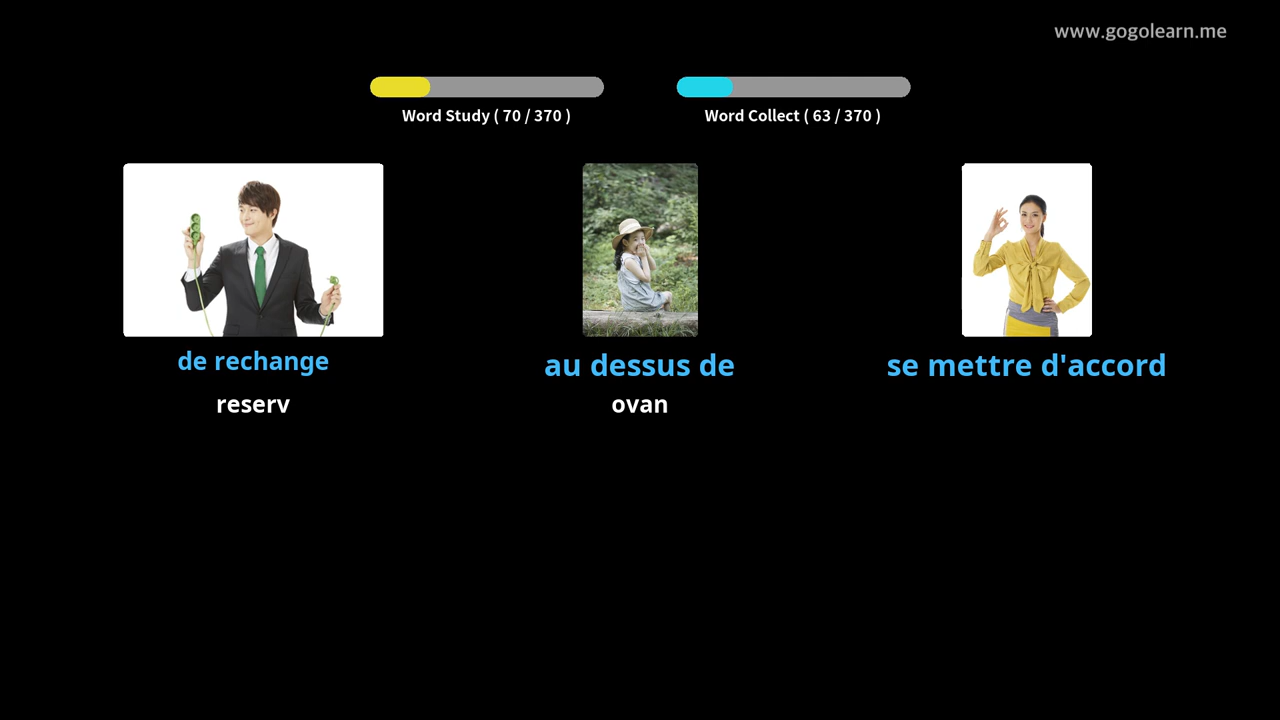 www.gogolearn.me
Word Study ( 70 / 370 )
Word Collect ( 63 / 370 )
de rechange
au dessus de
se mettre d'accord
reserv
ovan